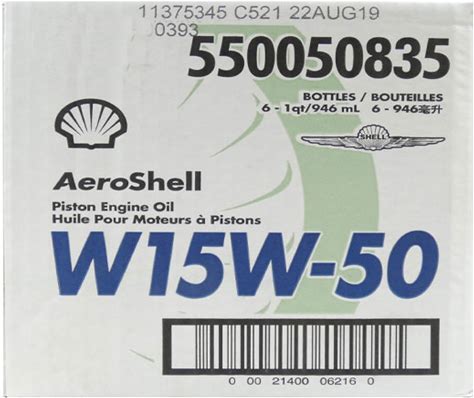 11375345 C521 22AUG19
0393
550050835
BOTTLES / BOUTEILLES
6 - 1qt/946 mL 6 - 946毫升
SHELL
AeroShell
Piston Engine Oil
Huile Pour Moteurs à Pistons
W15W-50
0 00 21400 06216 0